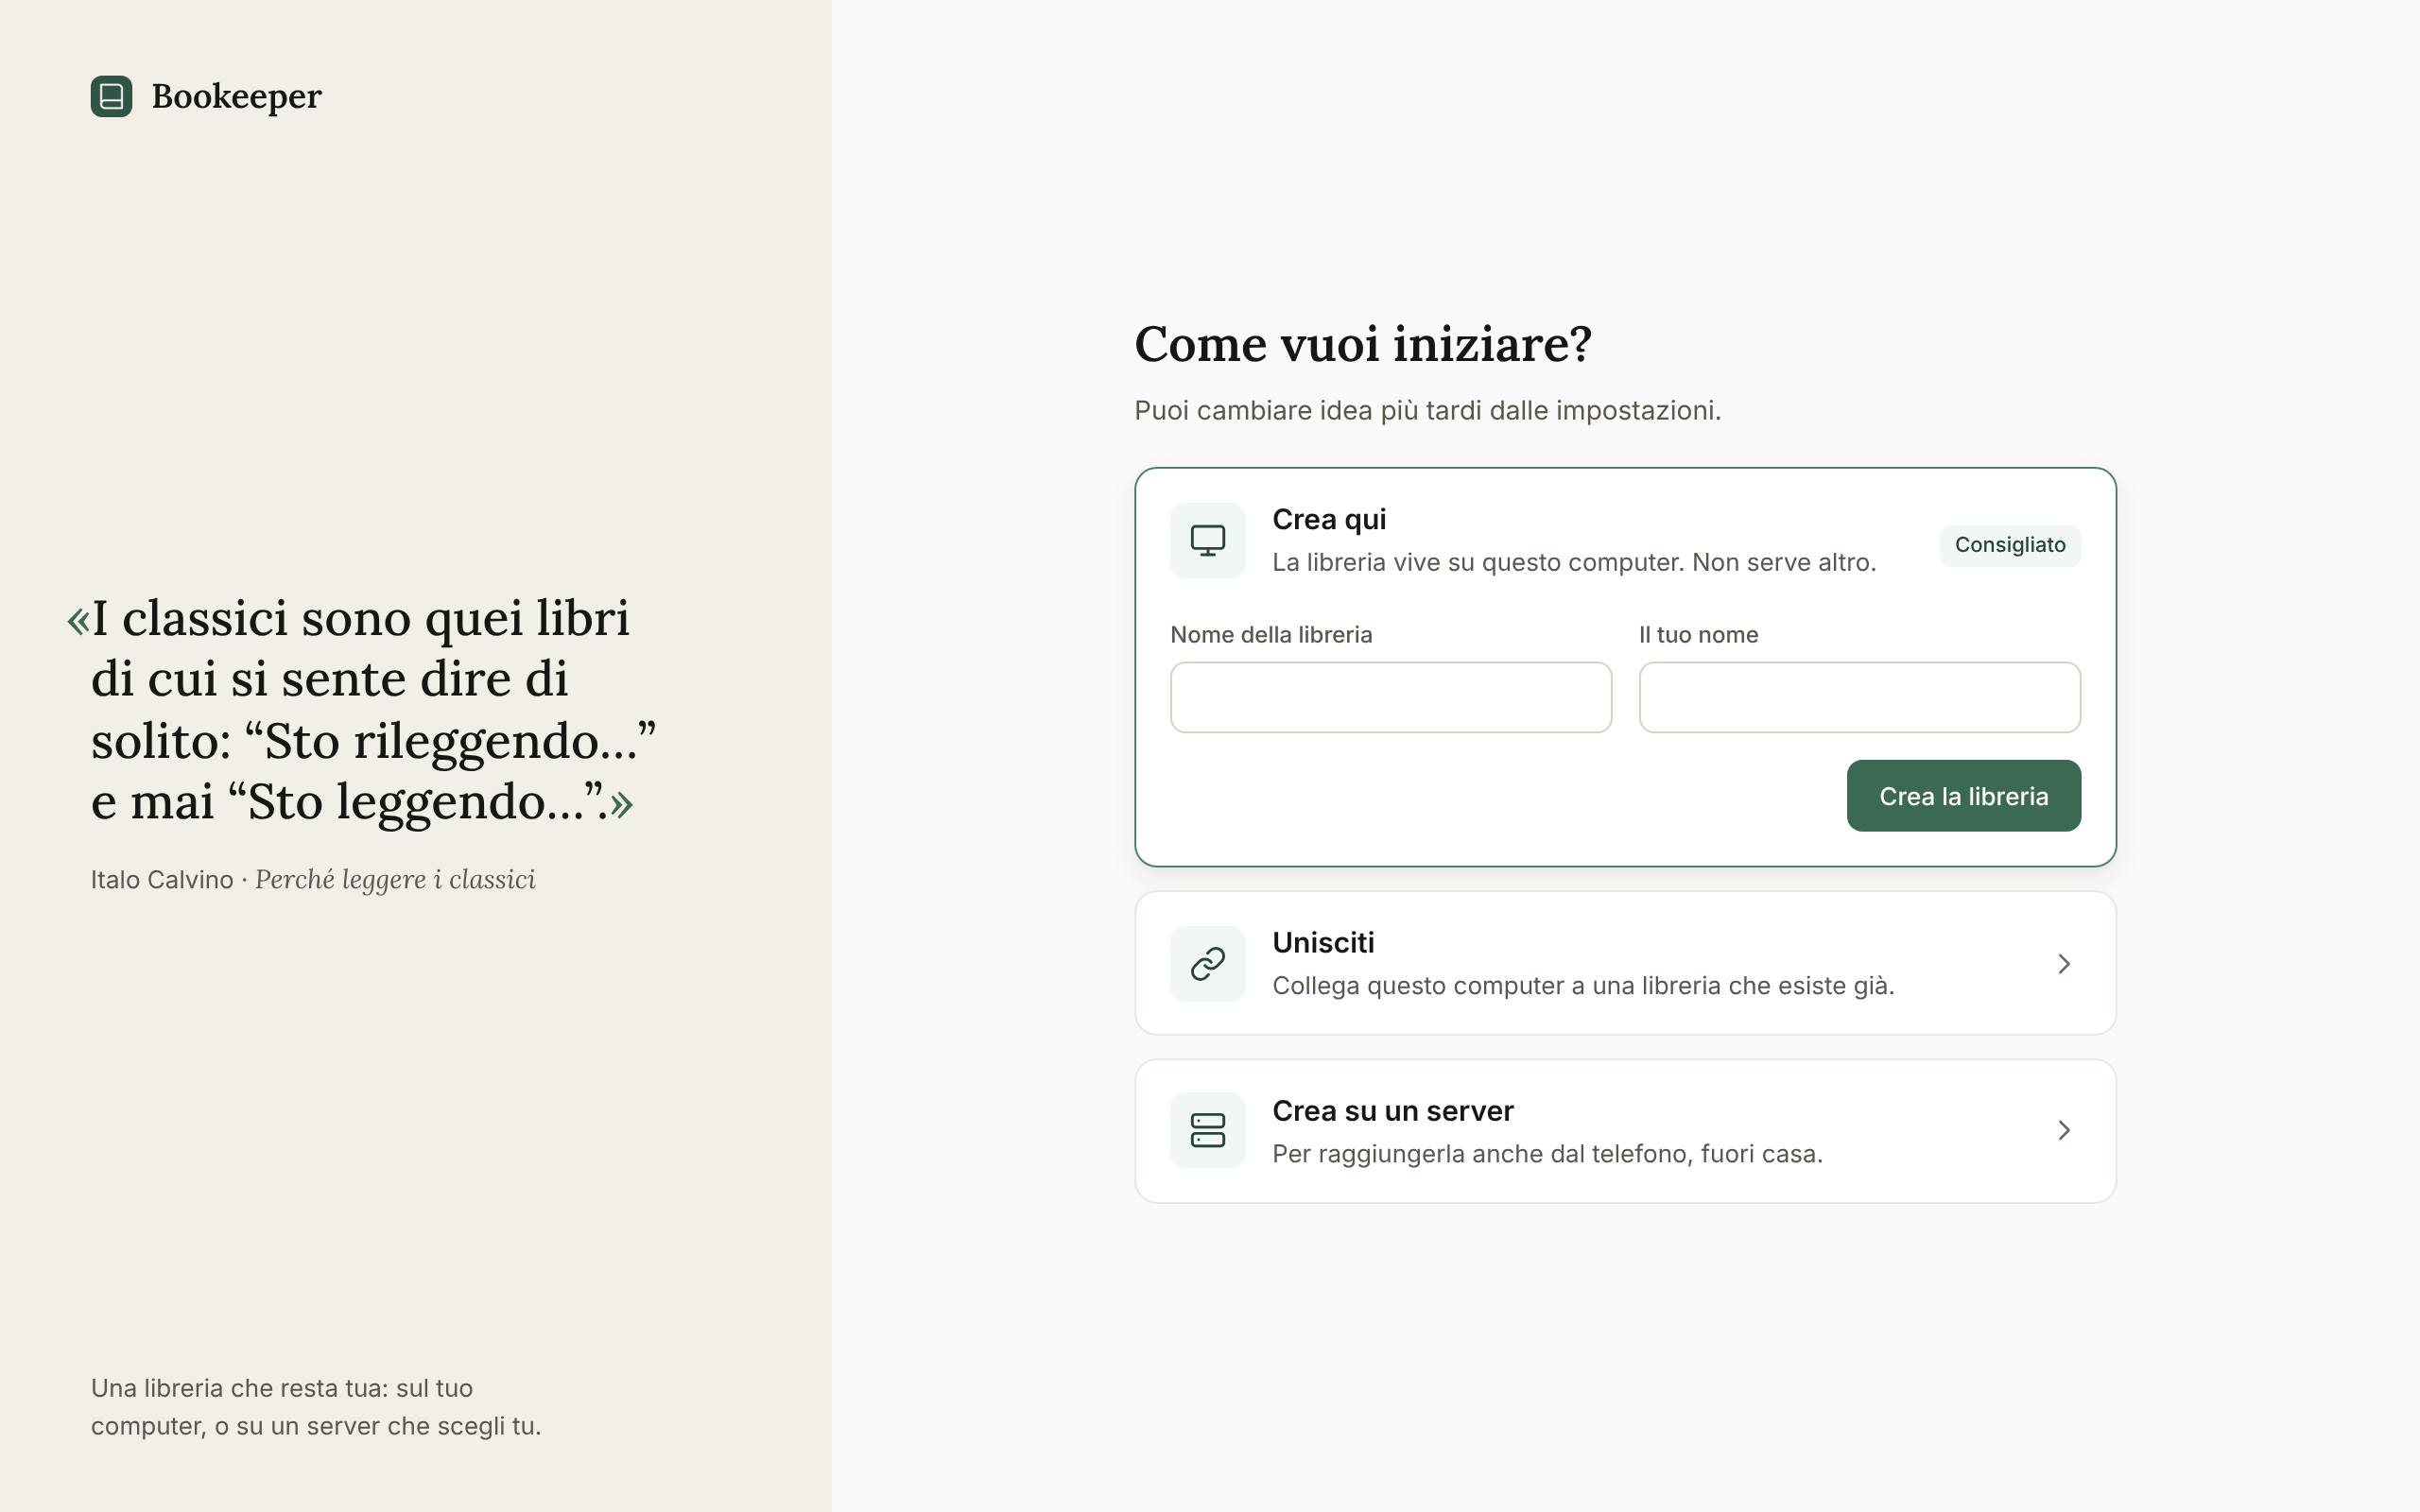 Bookeeper
«I classici sono quei libri
di cui si sente dire di
solito: “Sto rileggendo…”
e mai “Sto leggendo…”.»
Italo Calvino · Perché leggere i classici
Una libreria che resta tua: sul tuo
computer, o su un server che scegli tu.
Come vuoi iniziare?
Puoi cambiare idea più tardi dalle impostazioni.
Crea qui
La libreria vive su questo computer. Non serve altro.
Consigliato
Nome della libreria
Il tuo nome
Crea la libreria
Unisciti
Collega questo computer a una libreria che esiste già.
Crea su un server
Per raggiungerla anche dal telefono, fuori casa.